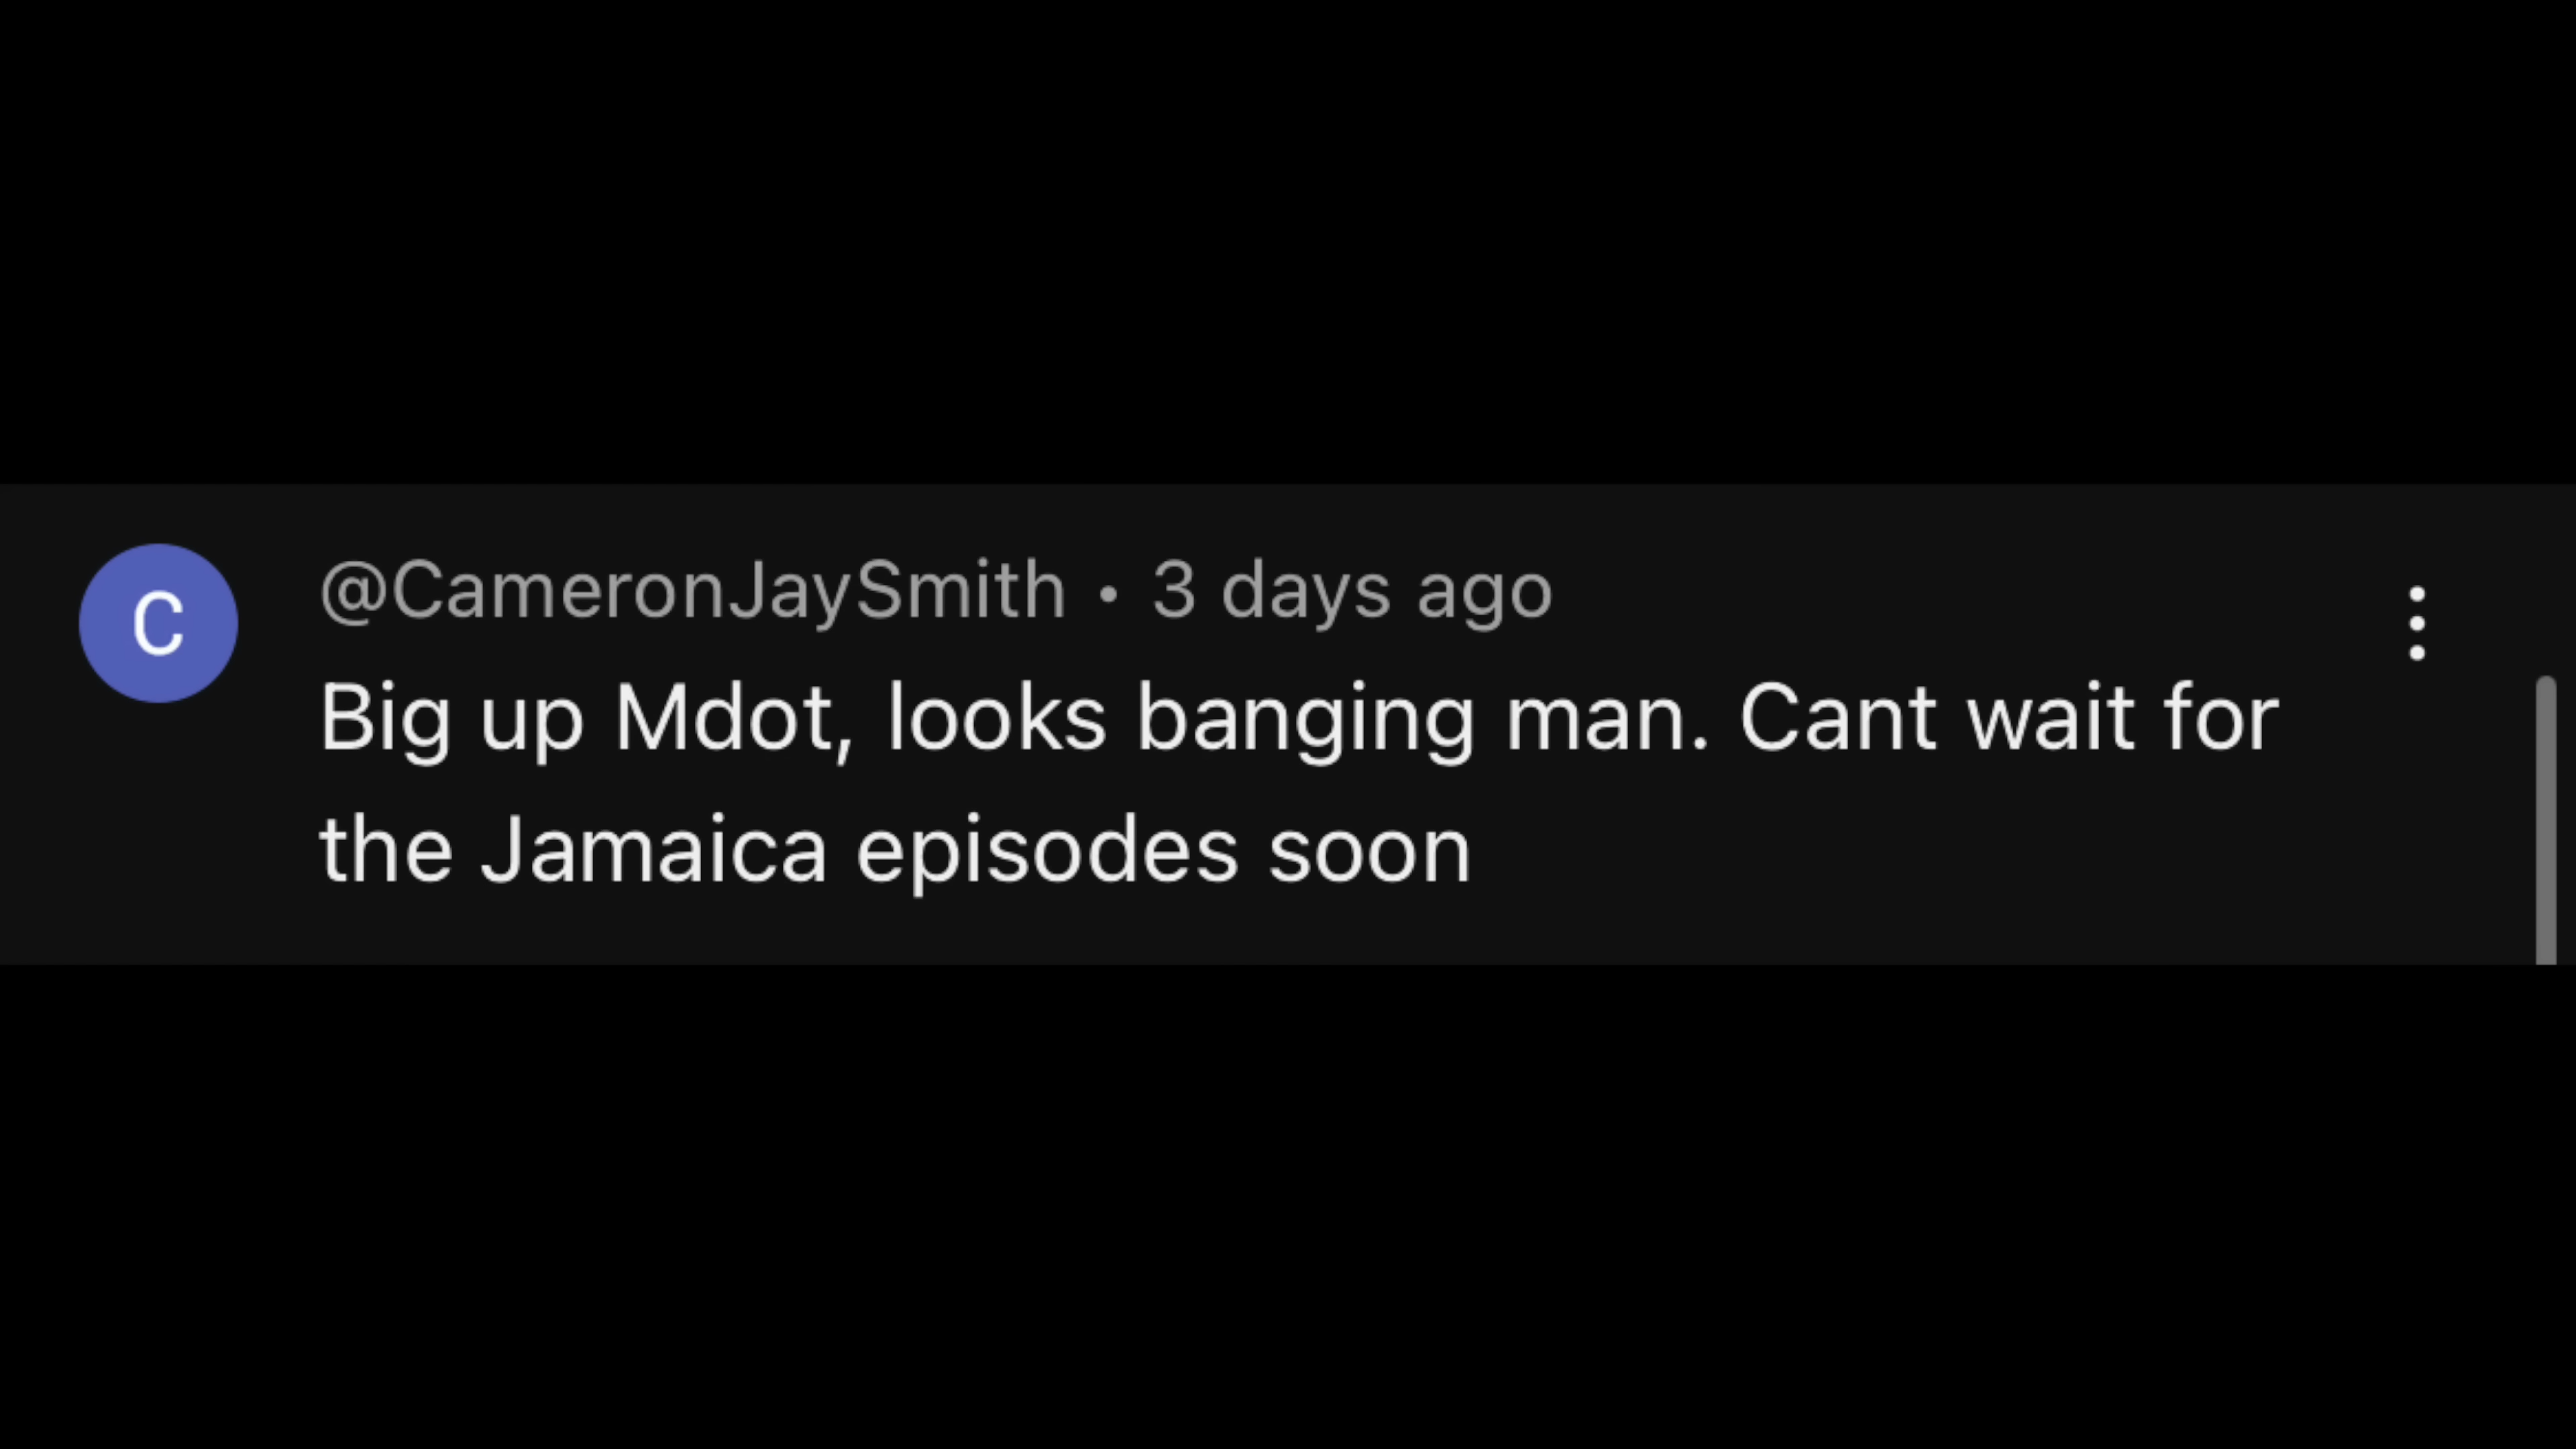 C
@CameronJaySmith • 3 days ago
Big up Mdot, looks banging man. Cant wait for
the Jamaica episodes soon